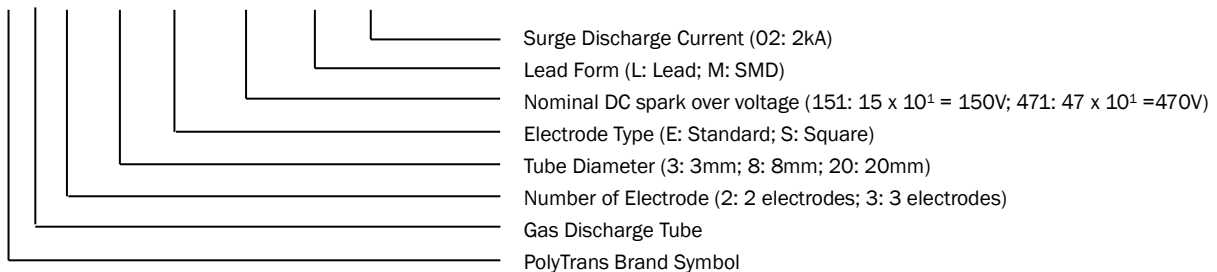 Surge Discharge Current (02: 2kA)
Lead Form (L: Lead; M: SMD)
Nominal DC spark over voltage (151: 15 x 10¹ = 150V; 471: 47 x 10¹ =470V)
Electrode Type (E: Standard; S: Square)
Tube Diameter (3: 3mm; 8: 8mm; 20: 20mm)
Number of Electrode (2: 2 electrodes; 3: 3 electrodes)
Gas Discharge Tube
PolyTrans Brand Symbol